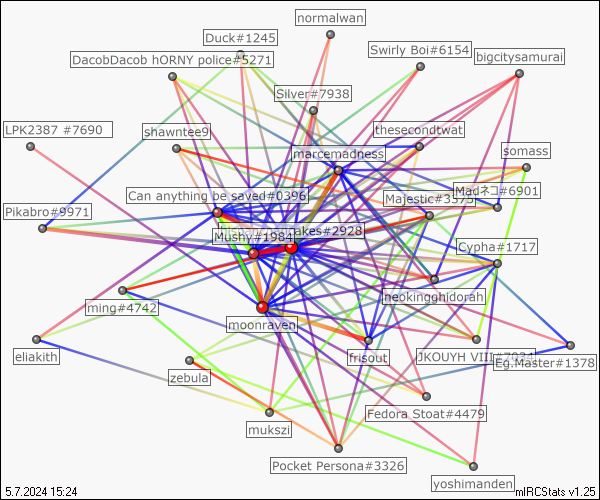 normalwan
Duck#1245
Swirly Boi#6154
DacobDacob hORNY police#5271
bigcitysamurai
Silver#7938
LPK2387 #7690
shawntee9
thesecondtwat
marcemadness
somass
Can anything be saved#0396
Majestic#3575
Madネコ#6901
Pikabro#9971
Mushy#1984
akes#2928
Cypha#1717
heokingghidorah
ming#4742
moonraven
eliakith
frisout
JKOUYH VIII
Eg.Master#1378
zebula
Fedora Stoat#4479
mukszi
Pocket Persona#3326
yoshimanden
5.7.2024 15:24
mIRCStats v1.25